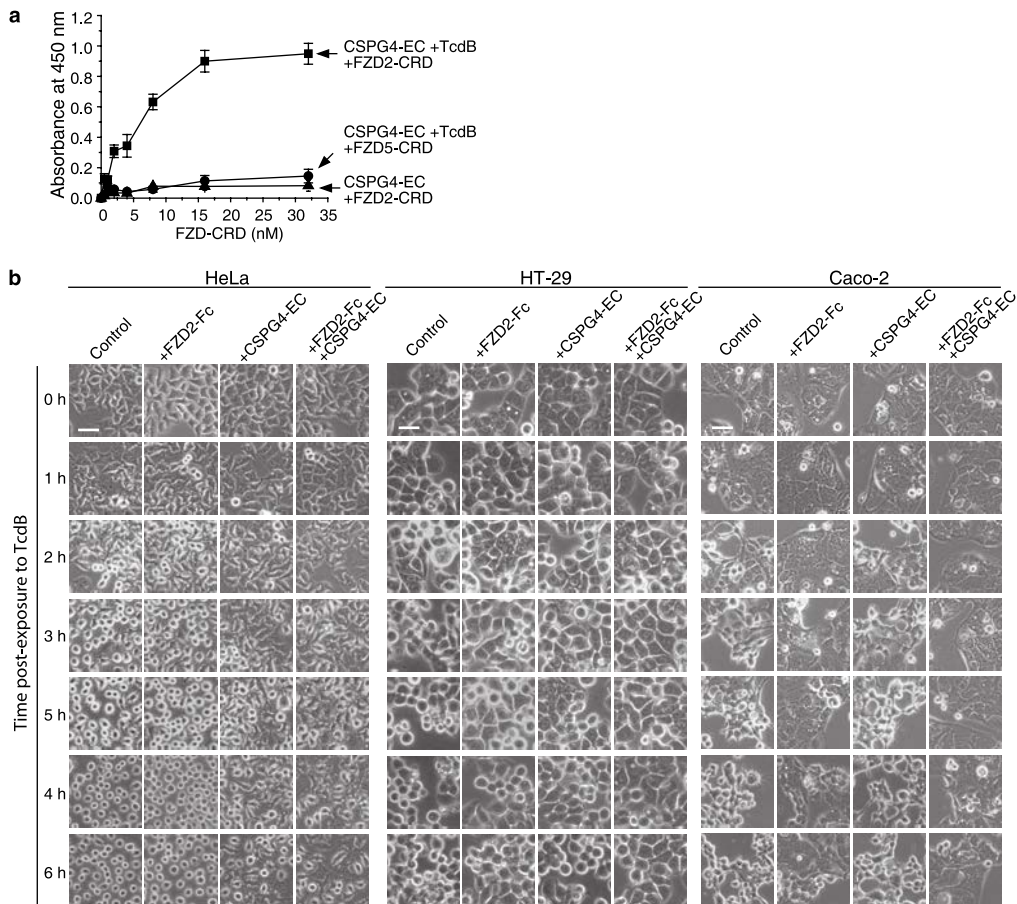 a
Absorbance at 450 nm
1.2
1.0
0.8
0.6
0.4
0.2
0.0
0
5
10
15
20
25
30
35
FZD-CRD (nM)
CSPG4-EC +TcdB
+FZD2-CRD
CSPG4-EC +TcdB
+FZD5-CRD
CSPG4-EC
+FZD2-CRD
b
HeLa
HT-29
Caco-2
Control
+FZD2-Fc
+CSPG4-EC
+FZD2-Fc
+CSPG4-EC
Control
+FZD2-Fc
+CSPG4-EC
+FZD2-Fc
+CSPG4-EC
Control
+FZD2-Fc
+CSPG4-EC
+FZD2-Fc
+CSPG4-EC
Time post-exposure to TcdB
0 h
1 h
2 h
3 h
5 h
4 h
6 h